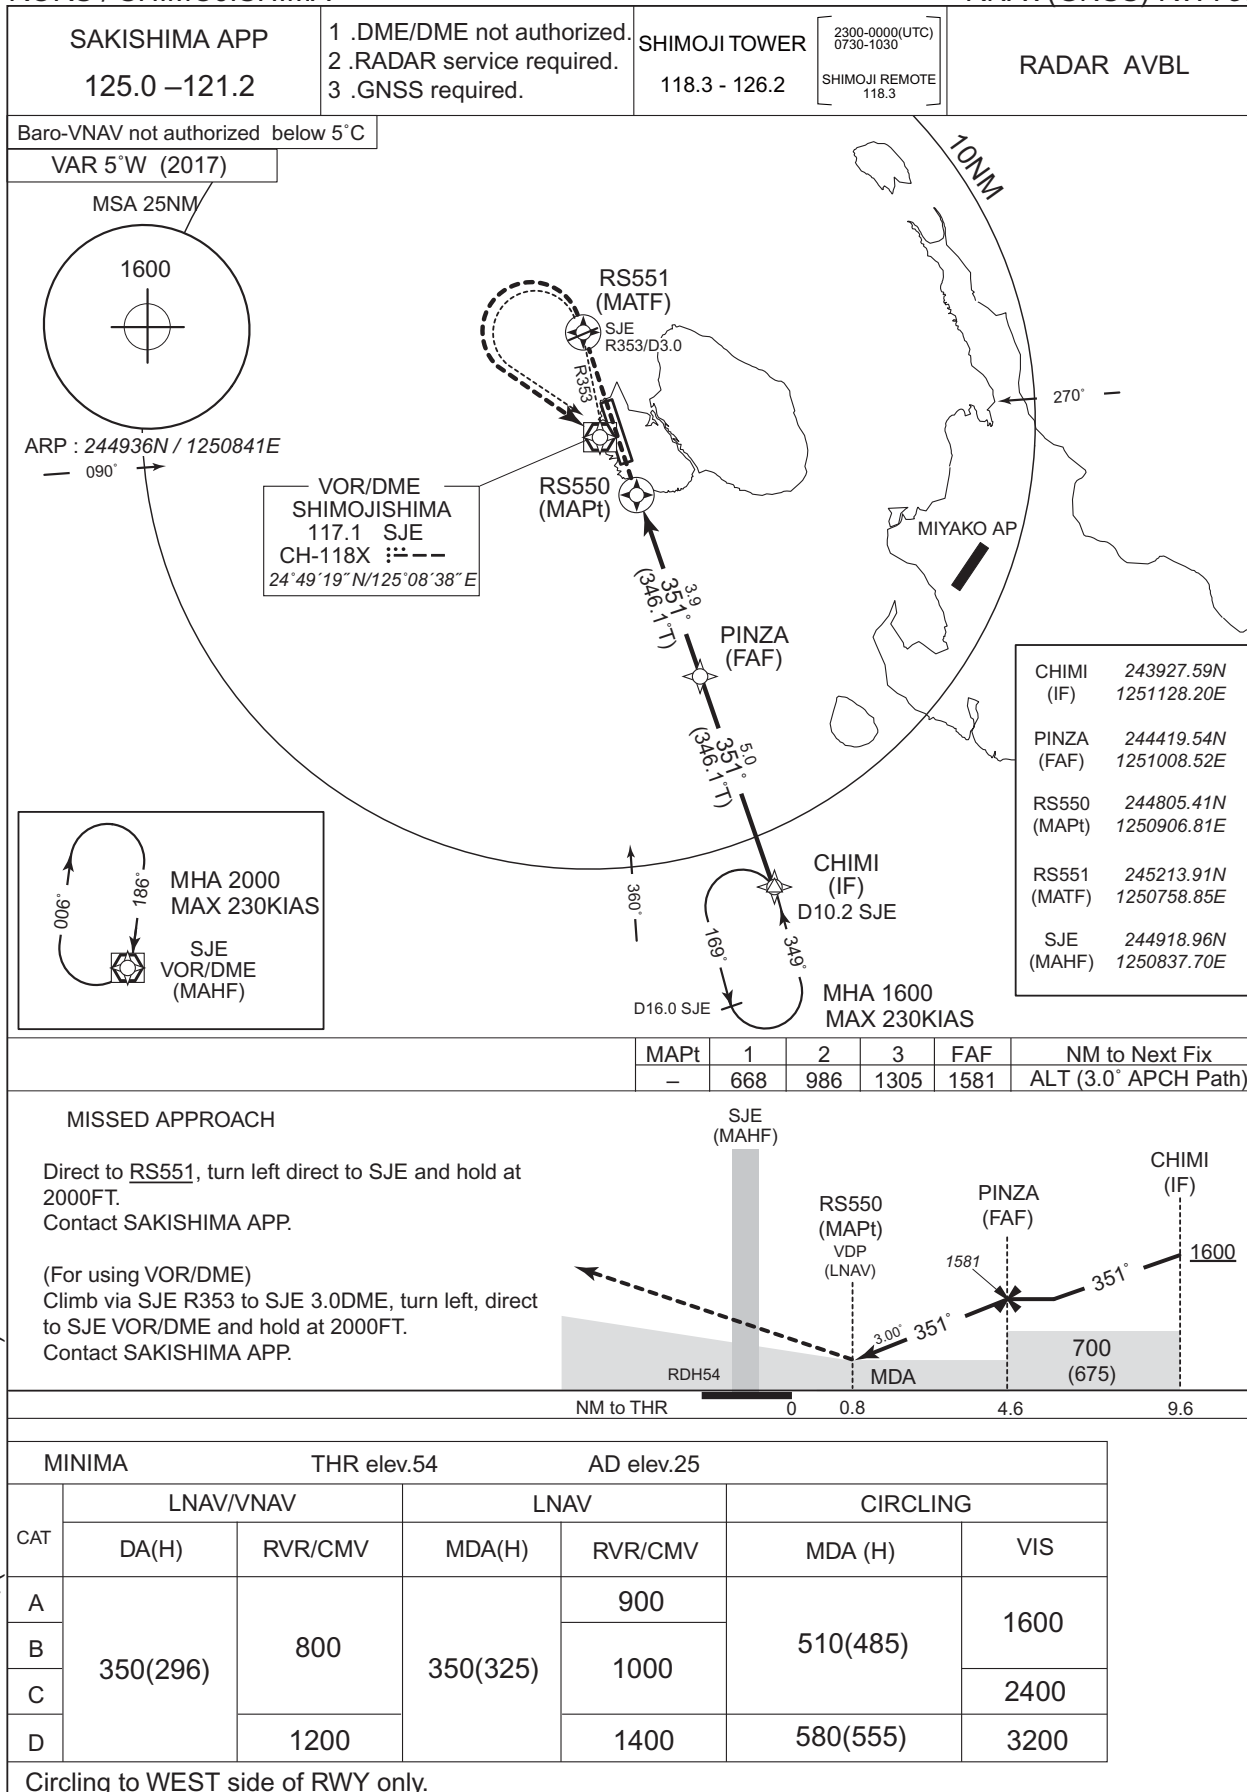 SAKISHIMA APP
125.0 –121.2
1 .DME/DME not authorized.
2 .RADAR service required.
3 .GNSS required.
SHIMOJI TOWER
118.3 - 126.2
2300-0000(UTC)
0730-1030
SHIMOJI REMOTE
118.3
RADAR AVBL
Baro-VNAV not authorized below 5°C
VAR 5°W (2017)
MSA 25NM
1600
ARP : 244936N / 1250841E
090°
10NM
270°
RS551
(MATF)
SJE
R353/D3.0
R353
VOR/DME
SHIMOJISHIMA
117.1 SJE
CH-118X
24°49´19˝N/125°08´38˝E
RS550
(MAPt)
MIYAKO AP
3.9
351°
(346.1°T)
PINZA
(FAF)
5.0
351°
(346.1°T)
CHIMI
(IF)
D10.2 SJE
360°
169°
349°
D16.0 SJE
MHA 1600
MAX 230KIAS
CHIMI 243927.59N
(IF) 1251128.20E
PINZA 244419.54N
(FAF) 1251008.52E
RS550 244805.41N
(MAPt) 1250906.81E
RS551 245213.91N
(MATF) 1250758.85E
SJE 244918.96N
(MAHF) 1250837.70E
006°
186°
MHA 2000
MAX 230KIAS
SJE
VOR/DME
(MAHF)
MAPt 1 2 3 FAF NM to Next Fix
– 668 986 1305 1581 ALT (3.0° APCH Path)
MISSED APPROACH
Direct to RS551, turn left direct to SJE and hold at
2000FT.
Contact SAKISHIMA APP.
(For using VOR/DME)
Climb via SJE R353 to SJE 3.0DME, turn left, direct
to SJE VOR/DME and hold at 2000FT.
Contact SAKISHIMA APP.
SJE
(MAHF)
RS550
(MAPt)
VDP
(LNAV)
PINZA
(FAF)
1581
CHIMI
(IF)
1600
351°
3.00°
351°
700
(675)
RDH54
MDA
NM to THR 0 0.8 4.6 9.6
MINIMA THR elev.54 AD elev.25
CAT LNAV/VNAV LNAV CIRCLING
DA(H) RVR/CMV MDA(H) RVR/CMV MDA (H) VIS
A 350(296) 800 350(325) 900 510(485) 1600
B 1000
C 2400
D 1200 1400 580(555) 3200
Circling to WEST side of RWY only.